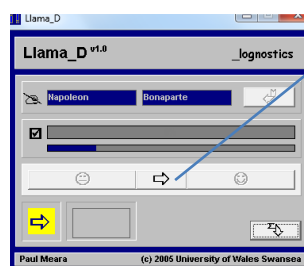 Llama_D
Llama_D v1.0 _lognostics
Napoleon Bonaparte
Paul Meara (c) 2005 University of Wales Swansea